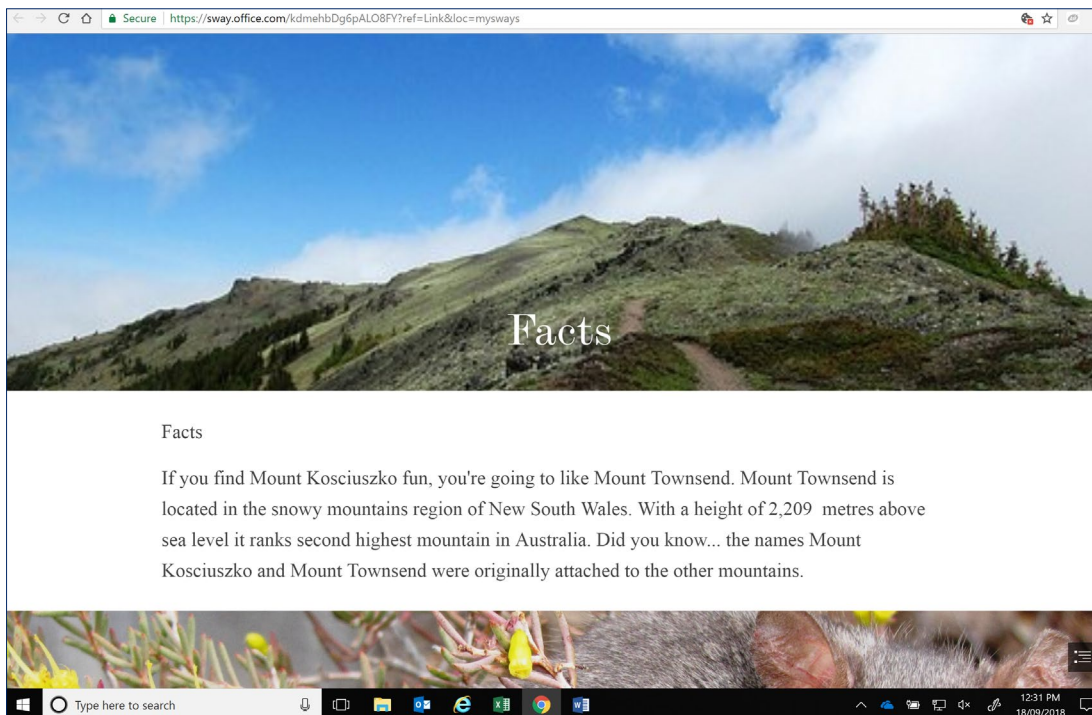 Secure | https://sway.office.com/kdmehbDg6pALO8FY?ref=Link&loc=mysways
Facts
Facts
If you find Mount Kosciuszko fun, you're going to like Mount Townsend. Mount Townsend is
located in the snowy mountains region of New South Wales. With a height of 2,209  metres above
sea level it ranks second highest mountain in Australia. Did you know... the names Mount
Kosciuszko and Mount Townsend were originally attached to the other mountains.
Type here to search
12:31 PM
18/09/2018